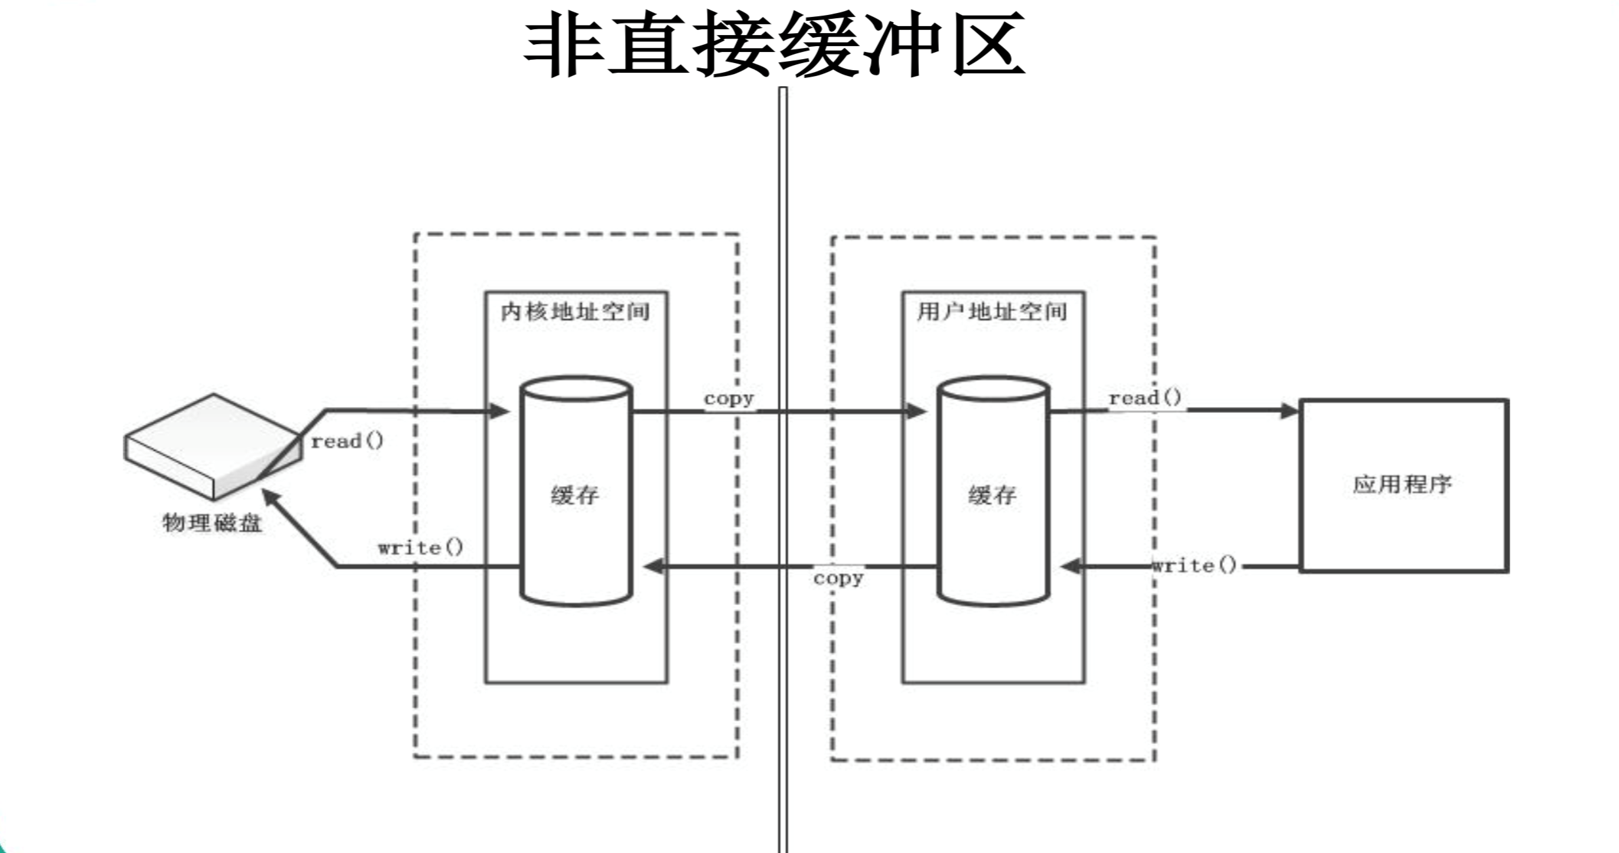 非直接缓冲区
内核地址空间
用户地址空间
copy
read()
read()
缓存
缓存
应用程序
物理磁盘
write()
copy
write()